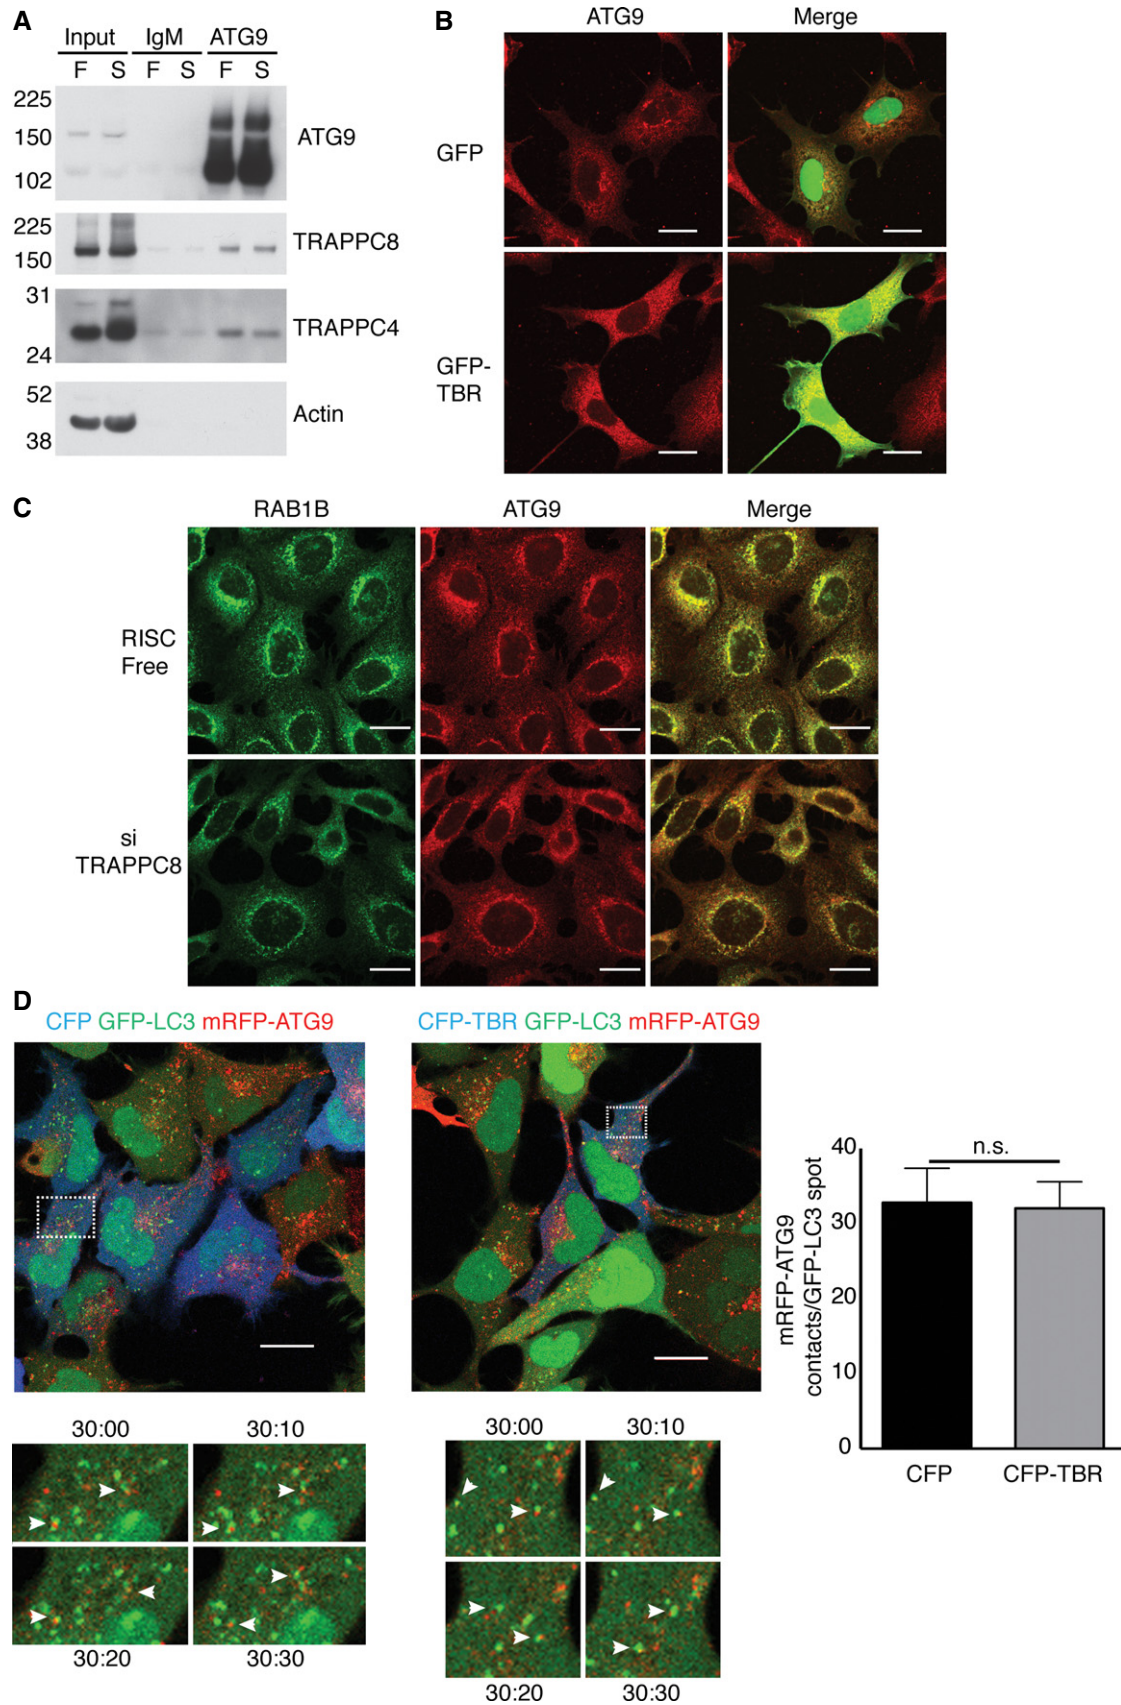 A
Input IgM ATG9
F S F S F S
225
150
102
ATG9
225
150
TRAPPC8
31
24
TRAPPC4
52
38
Actin
B
ATG9 Merge
GFP
GFP-
TBR
C
RAB1B ATG9 Merge
RISC
Free
si
TRAPPC8
D
CFP GFP-LC3 mRFP-ATG9
30:00 30:10
30:20 30:30
CFP-TBR GFP-LC3 mRFP-ATG9
30:00 30:10
30:20 30:30
mRFP-ATG9
contacts/GFP-LC3 spot
40
30
20
10
0
n.s.
CFP CFP-TBR